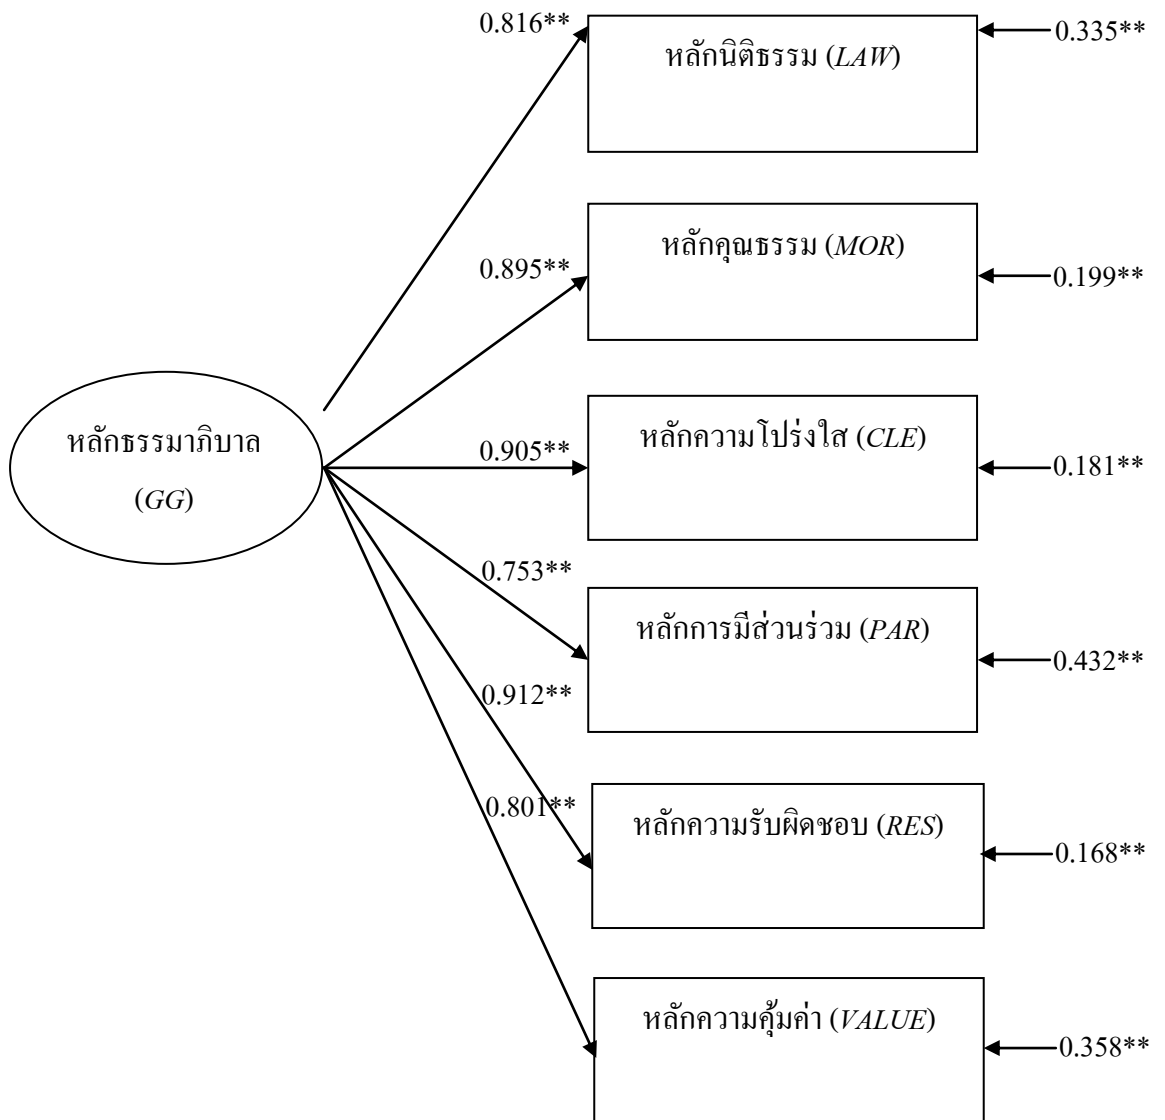 0.816**
หลักนิติธรรม (LAW)
0.335**
0.895**
หลักคุณธรรม (MOR)
0.199**
หลักธรรมาภิบาล
(GG)
0.905**
หลักความโปร่งใส (CLE)
0.181**
0.753**
หลักการมีส่วนร่วม (PAR)
0.432**
0.912**
0.801**
หลักความรับผิดชอบ (RES)
0.168**
หลักความคุ้มค่า (VALUE)
0.358**